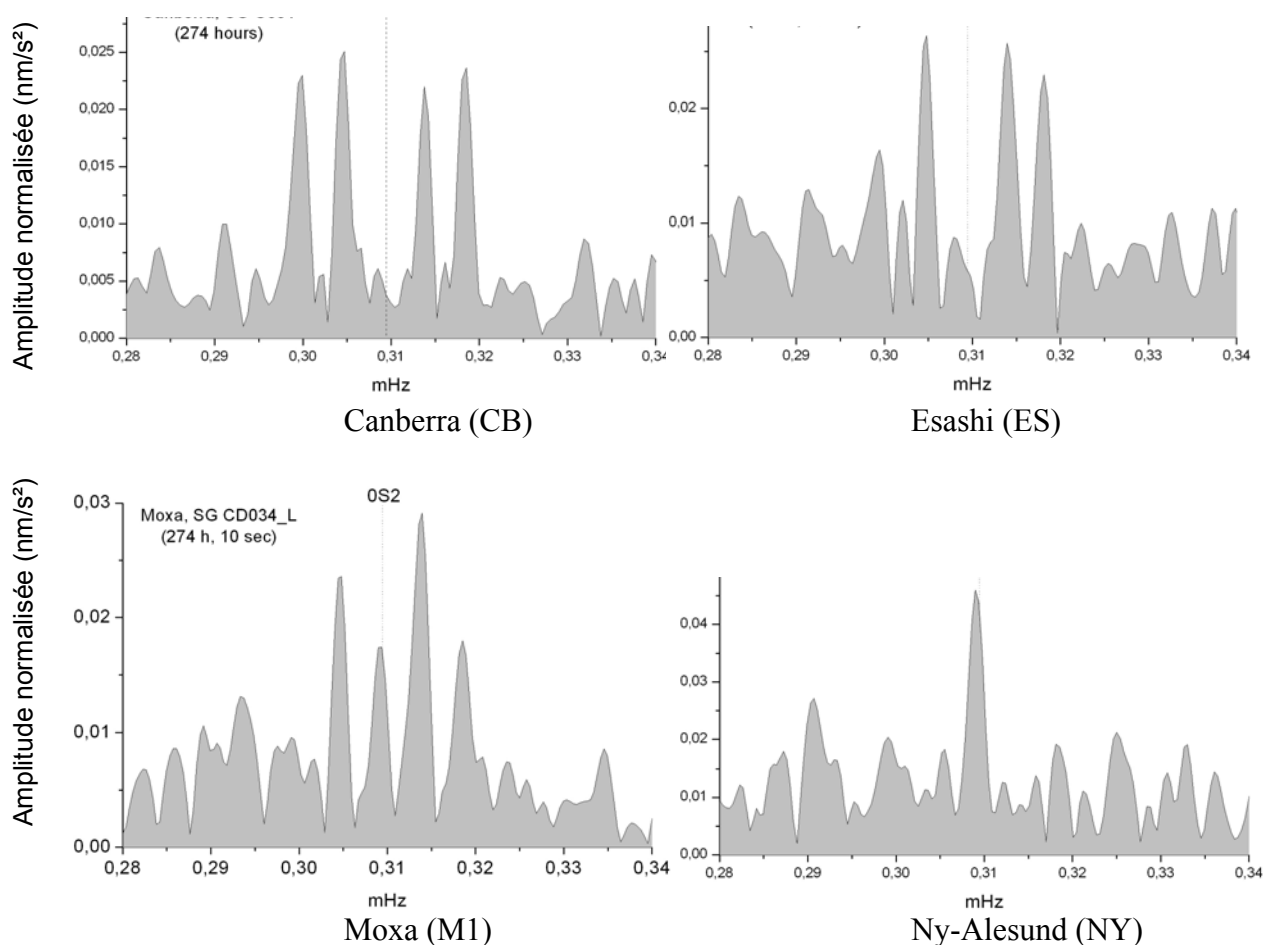 Amplitude normalisée (nm/s²)
(274 hours)
0,025
0,020
0,015
0,010
0,005
0,000
0,28 0,29 0,30 0,31 0,32 0,33 0,34
mHz
Canberra (CB)
0,02
0,01
0,00
0,28 0,29 0,30 0,31 0,32 0,33 0,34
mHz
Esashi (ES)
Amplitude normalisée (nm/s²)
0S2
Moxa, SG CD034_L
(274 h, 10 sec)
0,03
0,02
0,01
0,00
0,28 0,29 0,30 0,31 0,32 0,33 0,34
mHz
Moxa (M1)
0,04
0,03
0,02
0,01
0,00
0,28 0,29 0,30 0,31 0,32 0,33 0,34
mHz
Ny-Alesund (NY)